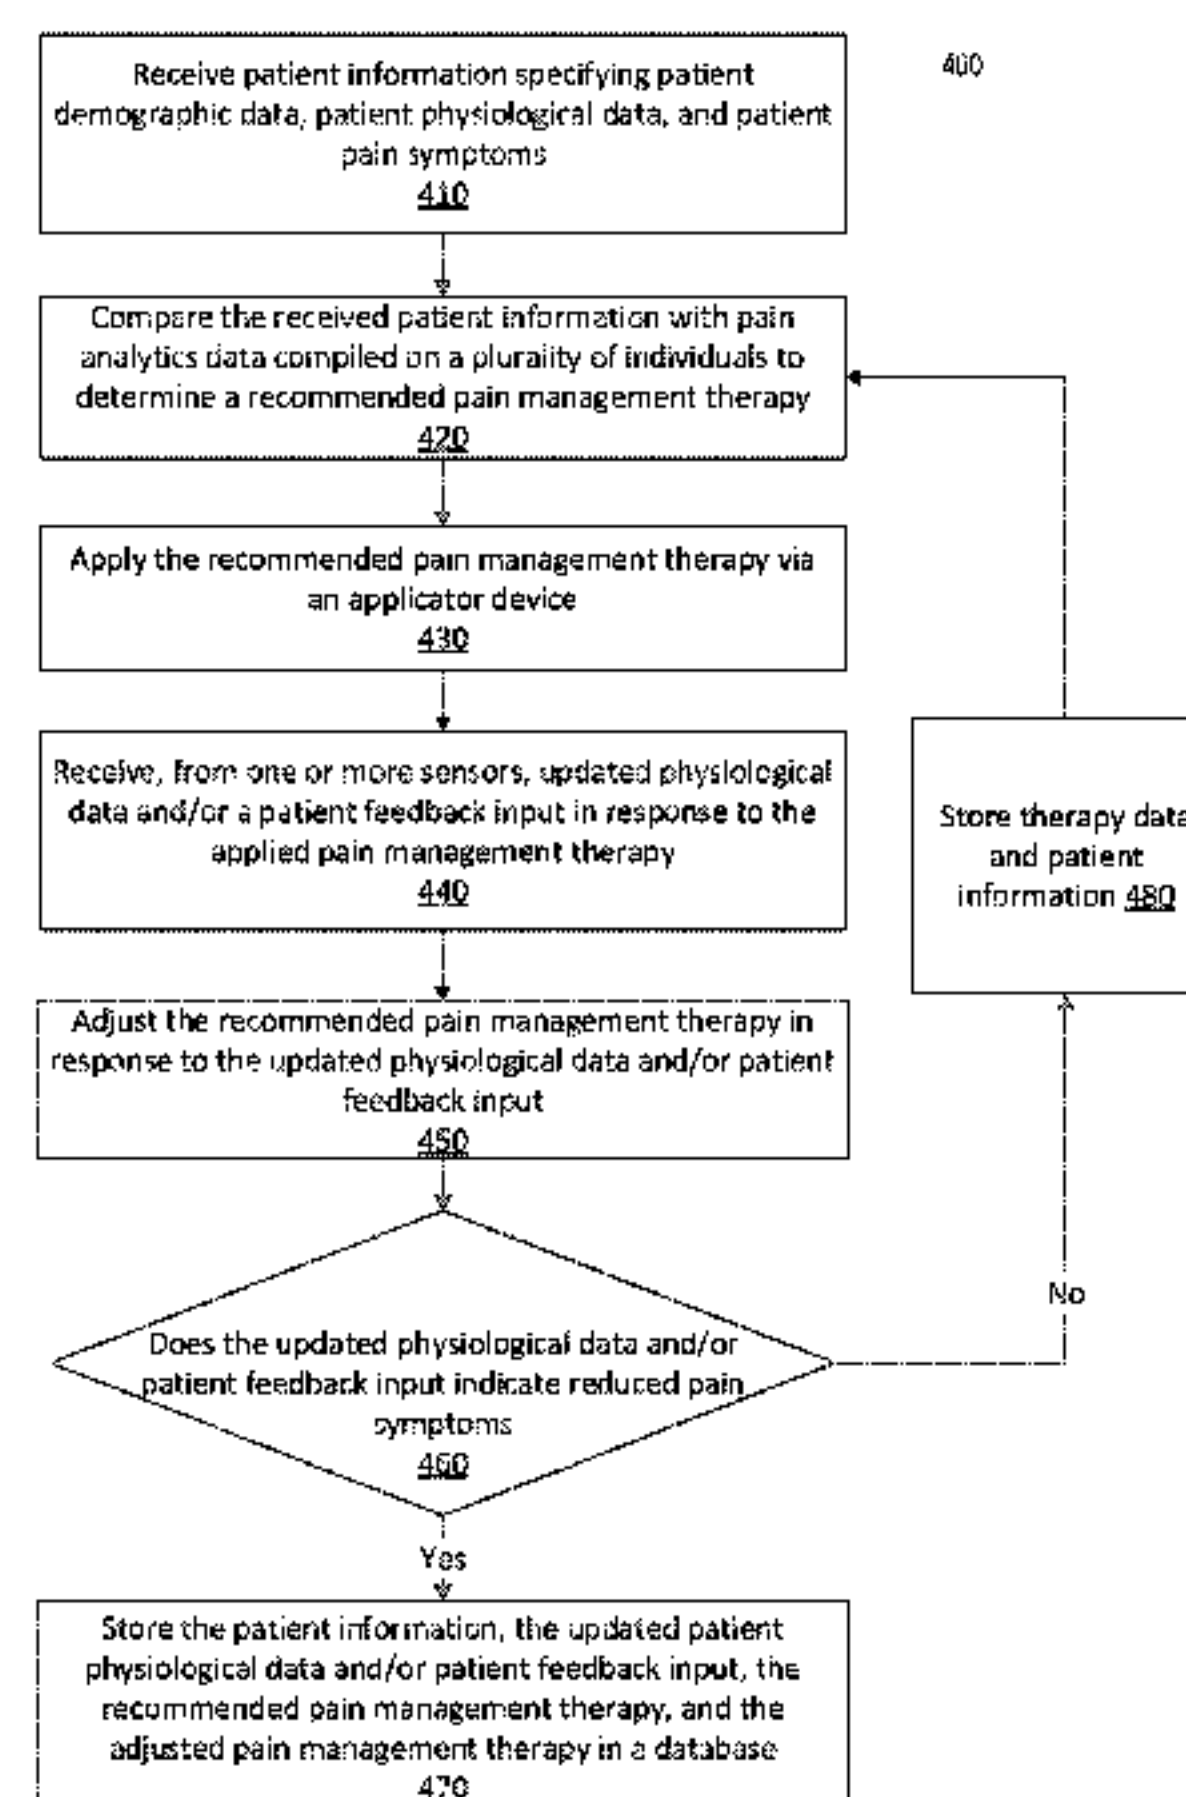 400
Receive patient information specifying patient
demographic data, patient physiological data, and patient
pain symptoms
410
Compare the received patient information with pain
analytics data compiled on a plurality of individuals to
determine a recommended pain management therapy
420
Apply the recommended pain management therapy via
an applicator device
430
Receive, from one or more sensors, updated physiological
data and/or a patient feedback input in response to the
applied pain management therapy
440
Adjust the recommended pain management therapy in
response to the updated physiological data and/or patient
feedback input
450
Does the updated physiological data and/or
patient feedback input indicate reduced pain
symptoms
460
No
Store therapy data
and patient
information 480
Yes
Store the patient information, the updated patient
physiological data and/or patient feedback input, the
recommended pain management therapy, and the
adjusted pain management therapy in a database
470